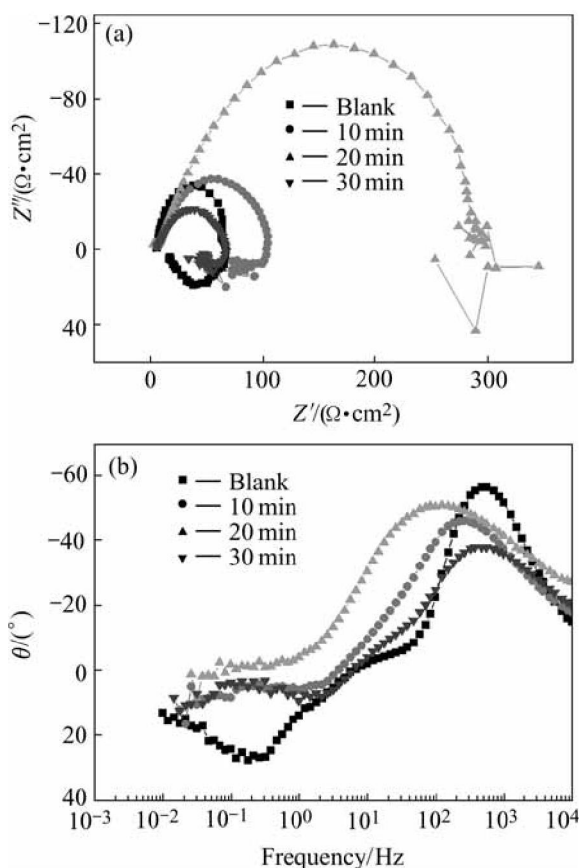 (a)
−120
−80
−40
0
40
Z″/(Ω•cm²)
Blank
10 min
20 min
30 min
0 100 200 300
Z′/(Ω•cm²)
(b)
−60
−40
−20
0
20
40
θ/(°)
Blank
10 min
20 min
30 min
10⁻³ 10⁻² 10⁻¹ 10⁰ 10¹ 10² 10³ 10⁴
Frequency/Hz